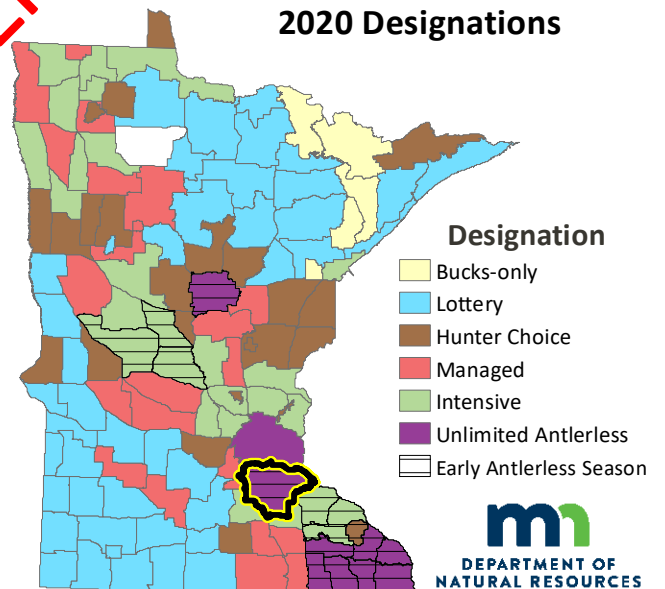 2020 Designations
Designation
Bucks-only
Lottery
Hunter Choice
Managed
Intensive
Unlimited Antlerless
Early Antlerless Season
mn
DEPARTMENT OF
NATURAL RESOURCES